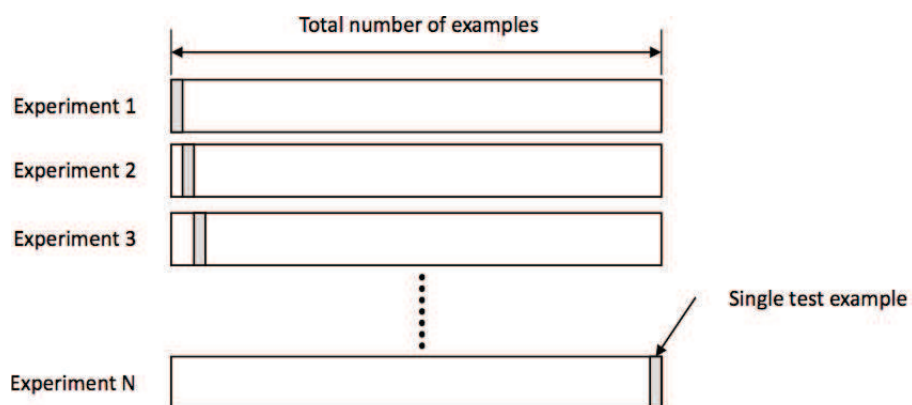 Total number of examples
Experiment 1
Experiment 2
Experiment 3
Single test example
Experiment N